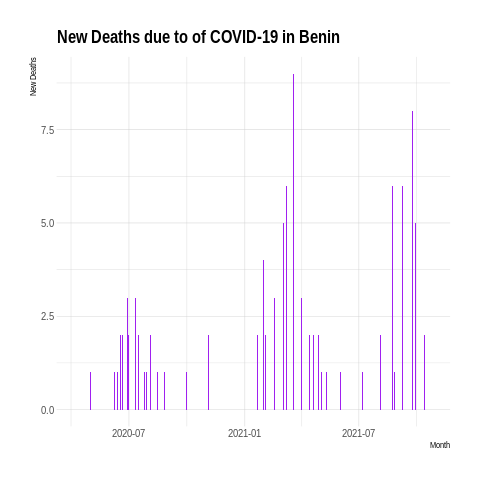 New Deaths due to of COVID-19 in Benin
New Deaths
7.5
5.0
2.5
0.0
2020-07
2021-01
2021-07
Month